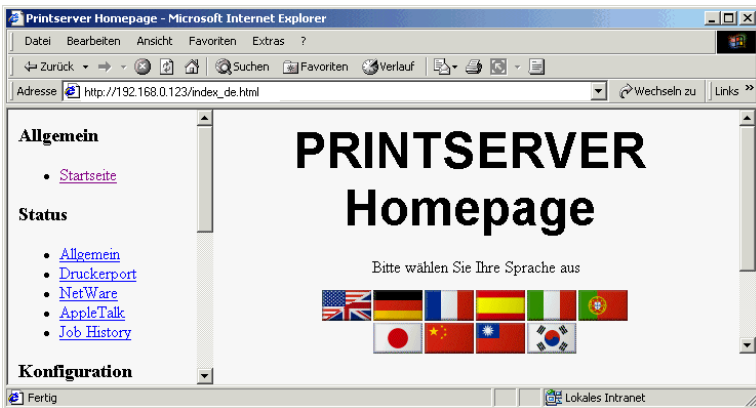 Printserver Homepage - Microsoft Internet Explorer
Datei Bearbeiten Ansicht Favoriten Extras ?
Zurück Suchen Favoriten Verlauf
Adresse http://192.168.0.123/index_de.html Wechseln zu Links »
Allgemein
Startseite
Status
Allgemein
Druckerport
NetWare
AppleTalk
Job History
Konfiguration
PRINTSERVER
Homepage
Bitte wählen Sie Ihre Sprache aus
Fertig Lokales Intranet